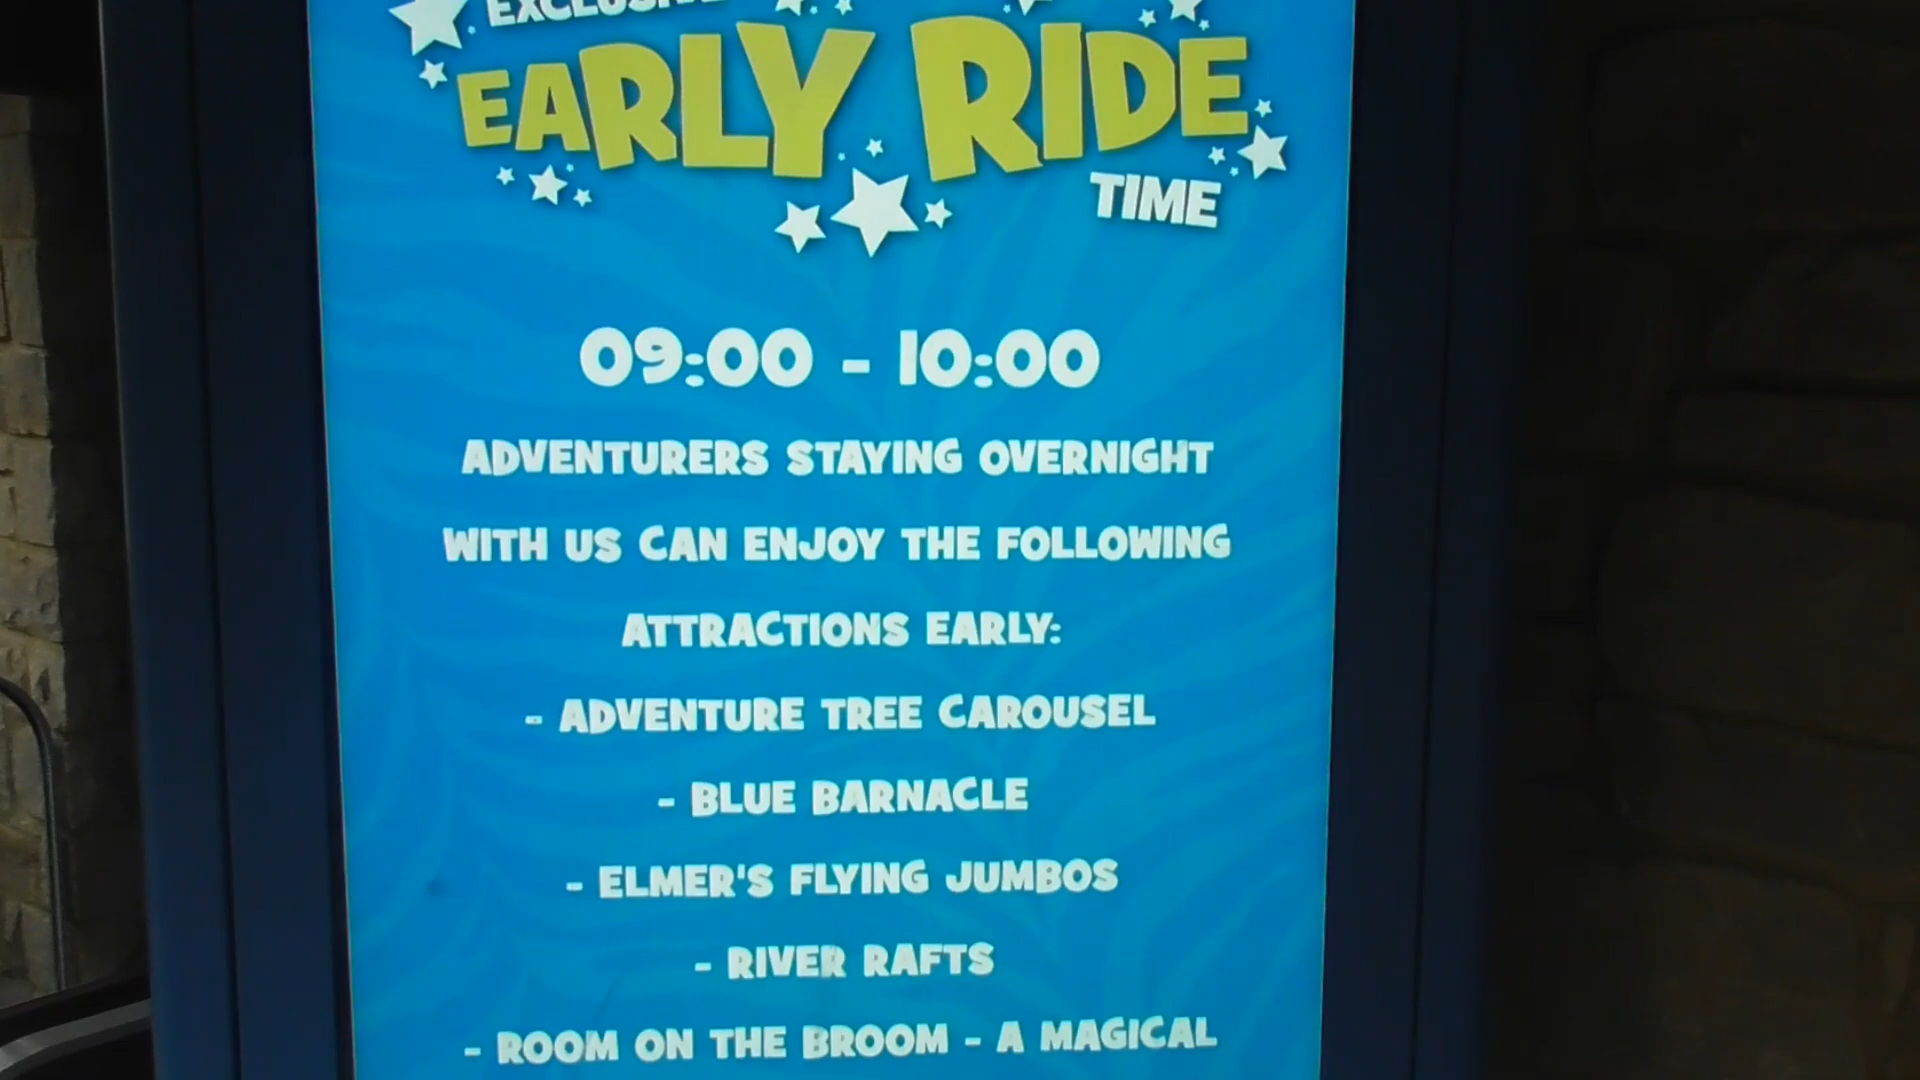 EARLY RIDE
TIME
09:00 - 10:00
ADVENTURERS STAYING OVERNIGHT
WITH US CAN ENJOY THE FOLLOWING
ATTRACTIONS EARLY:
- ADVENTURE TREE CAROUSEL
- BLUE BARNACLE
- ELMER'S FLYING JUMBOS
- RIVER RAFTS
- ROOM ON THE BROOM - A MAGICAL